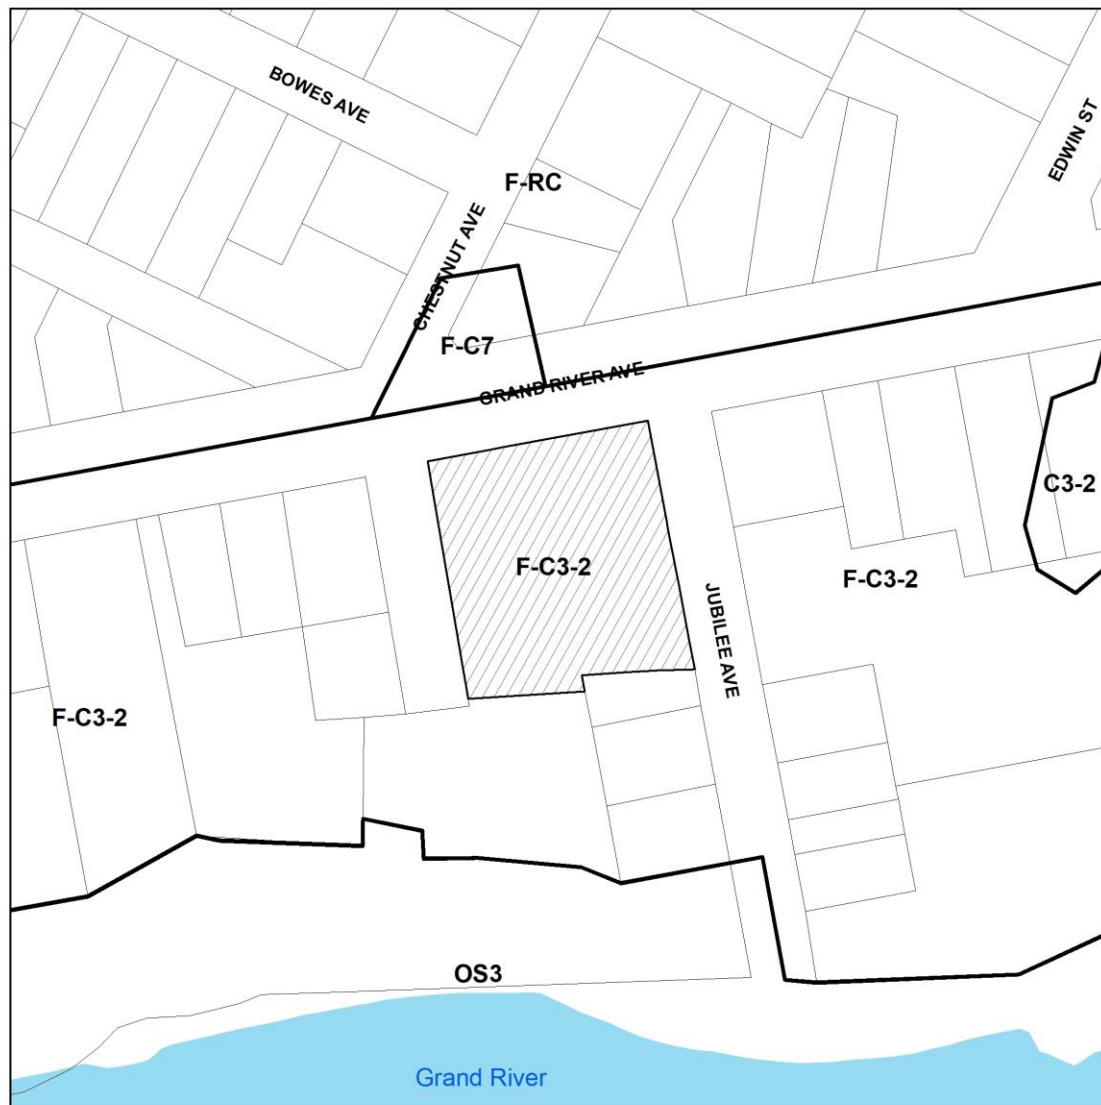 BOWES AVE
EDWIN ST
F-RC
CHESTNUT AVE
F-C7
GRAND RIVER AVE
C3-2
F-C3-2
F-C3-2
JUBILEE AVE
F-C3-2
OS3
Grand River